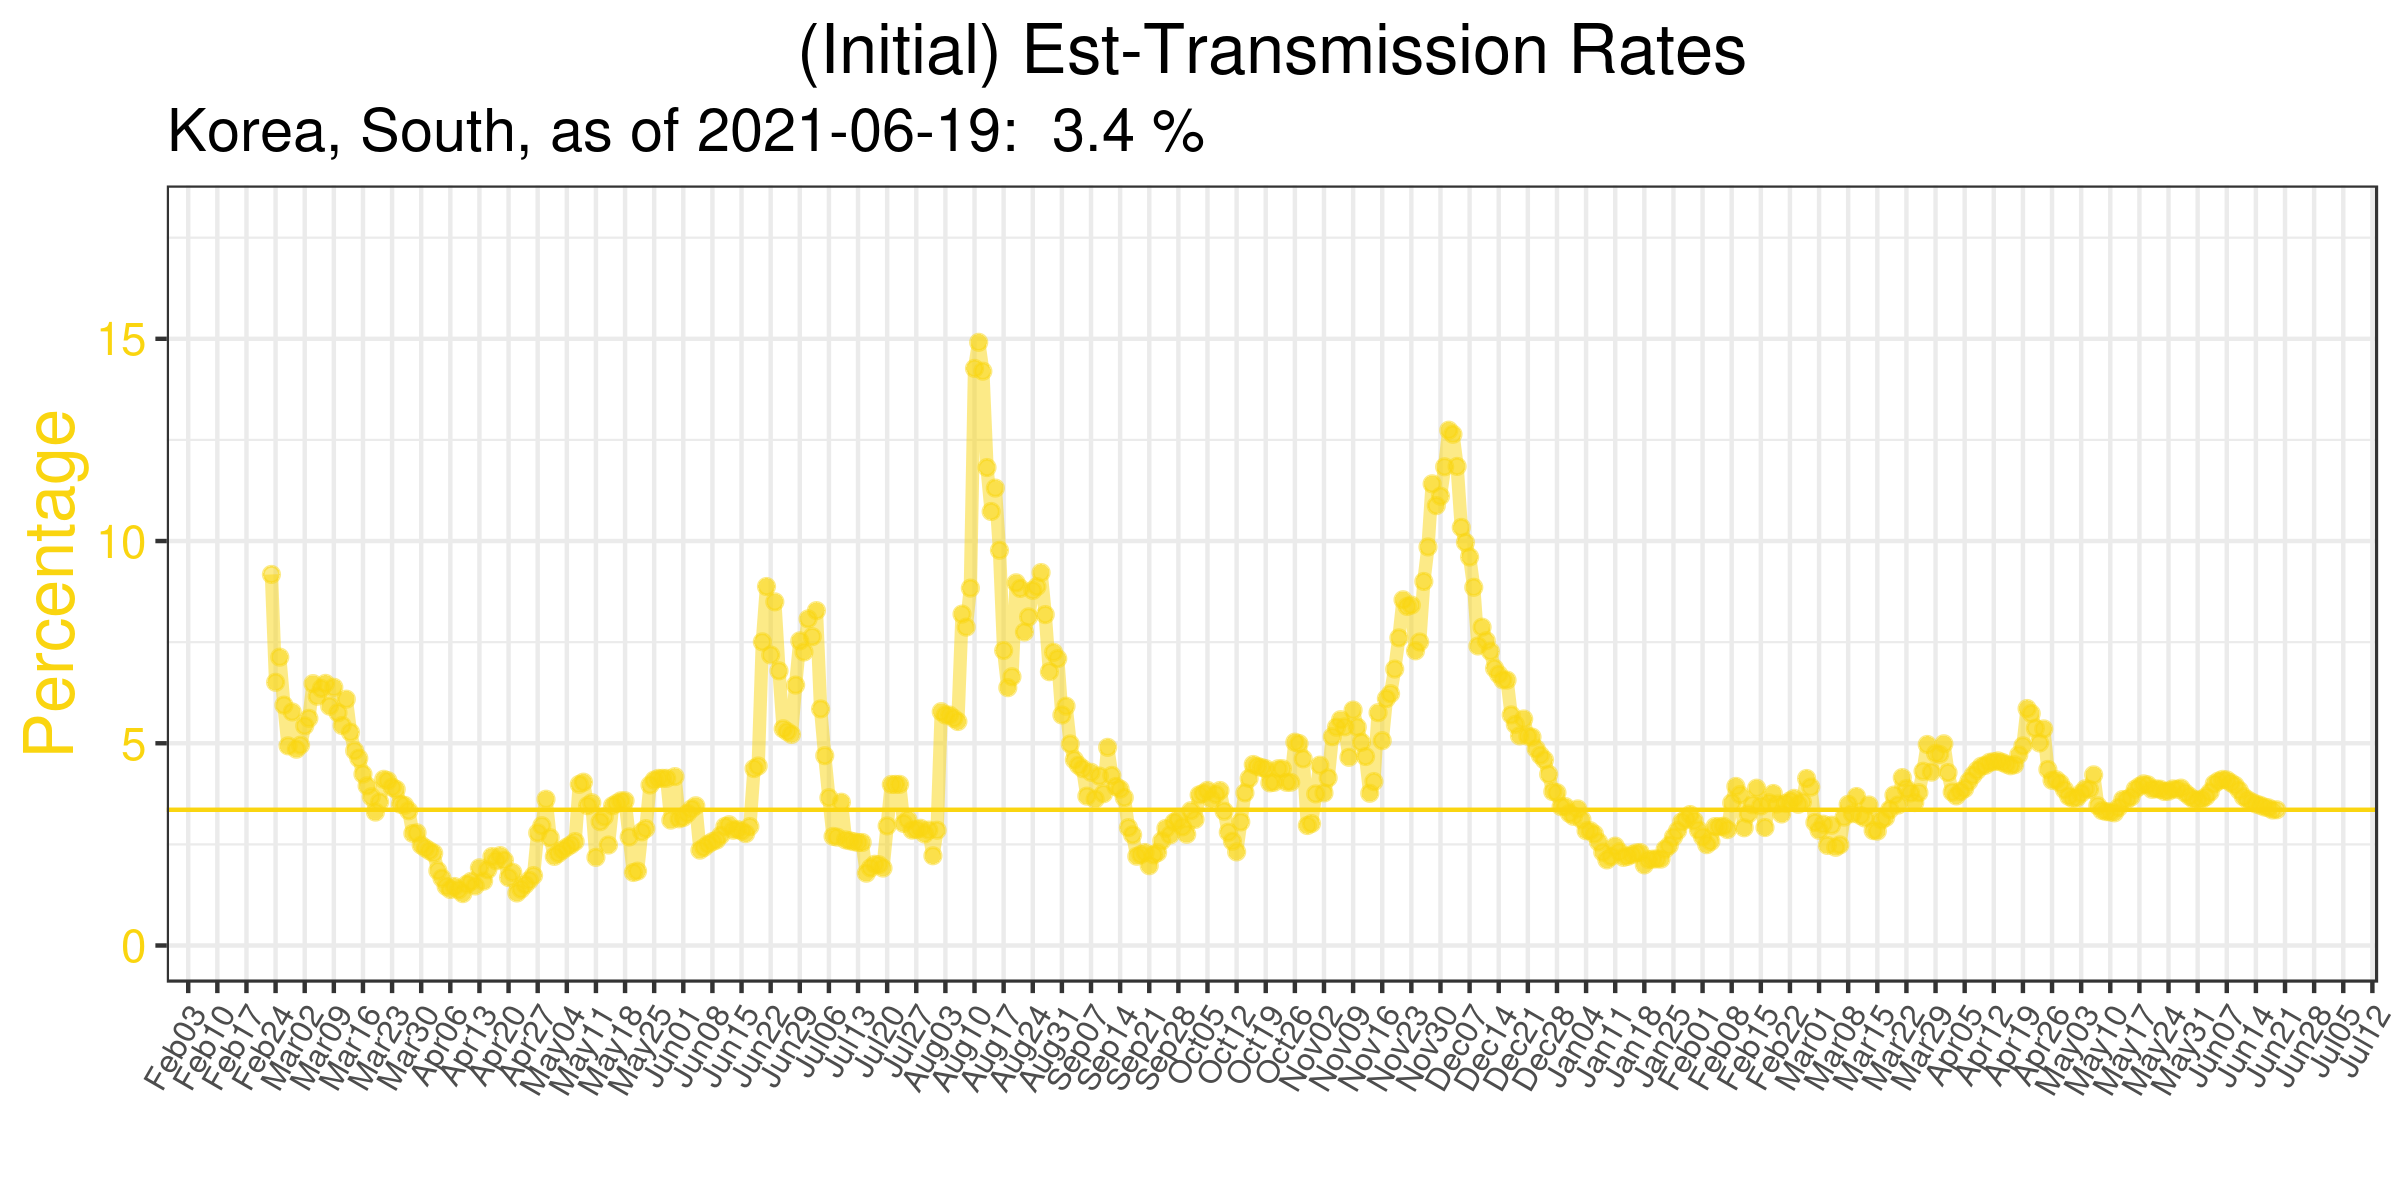 (Initial) Est-Transmission Rates
Korea, South, as of 2021-06-19:  3.4 %
Percentage
15
10
5
0
Feb03
Feb10
Feb17
Feb24
Mar02
Mar09
Mar16
Mar23
Mar30
Apr06
Apr13
Apr20
Apr27
May04
May11
May18
May25
Jun01
Jun08
Jun15
Jun22
Jun29
Jul06
Jul13
Jul20
Jul27
Aug03
Aug10
Aug17
Aug24
Aug31
Sep07
Sep14
Sep21
Sep28
Oct05
Oct12
Oct19
Oct26
Nov02
Nov09
Nov16
Nov23
Nov30
Dec07
Dec14
Dec21
Dec28
Jan04
Jan11
Jan18
Jan25
Feb01
Feb08
Feb15
Feb22
Mar01
Mar08
Mar15
Mar22
Mar29
Apr05
Apr12
Apr19
Apr26
May03
May10
May17
May24
May31
Jun07
Jun14
Jun21
Jun28
Jul05
Jul12